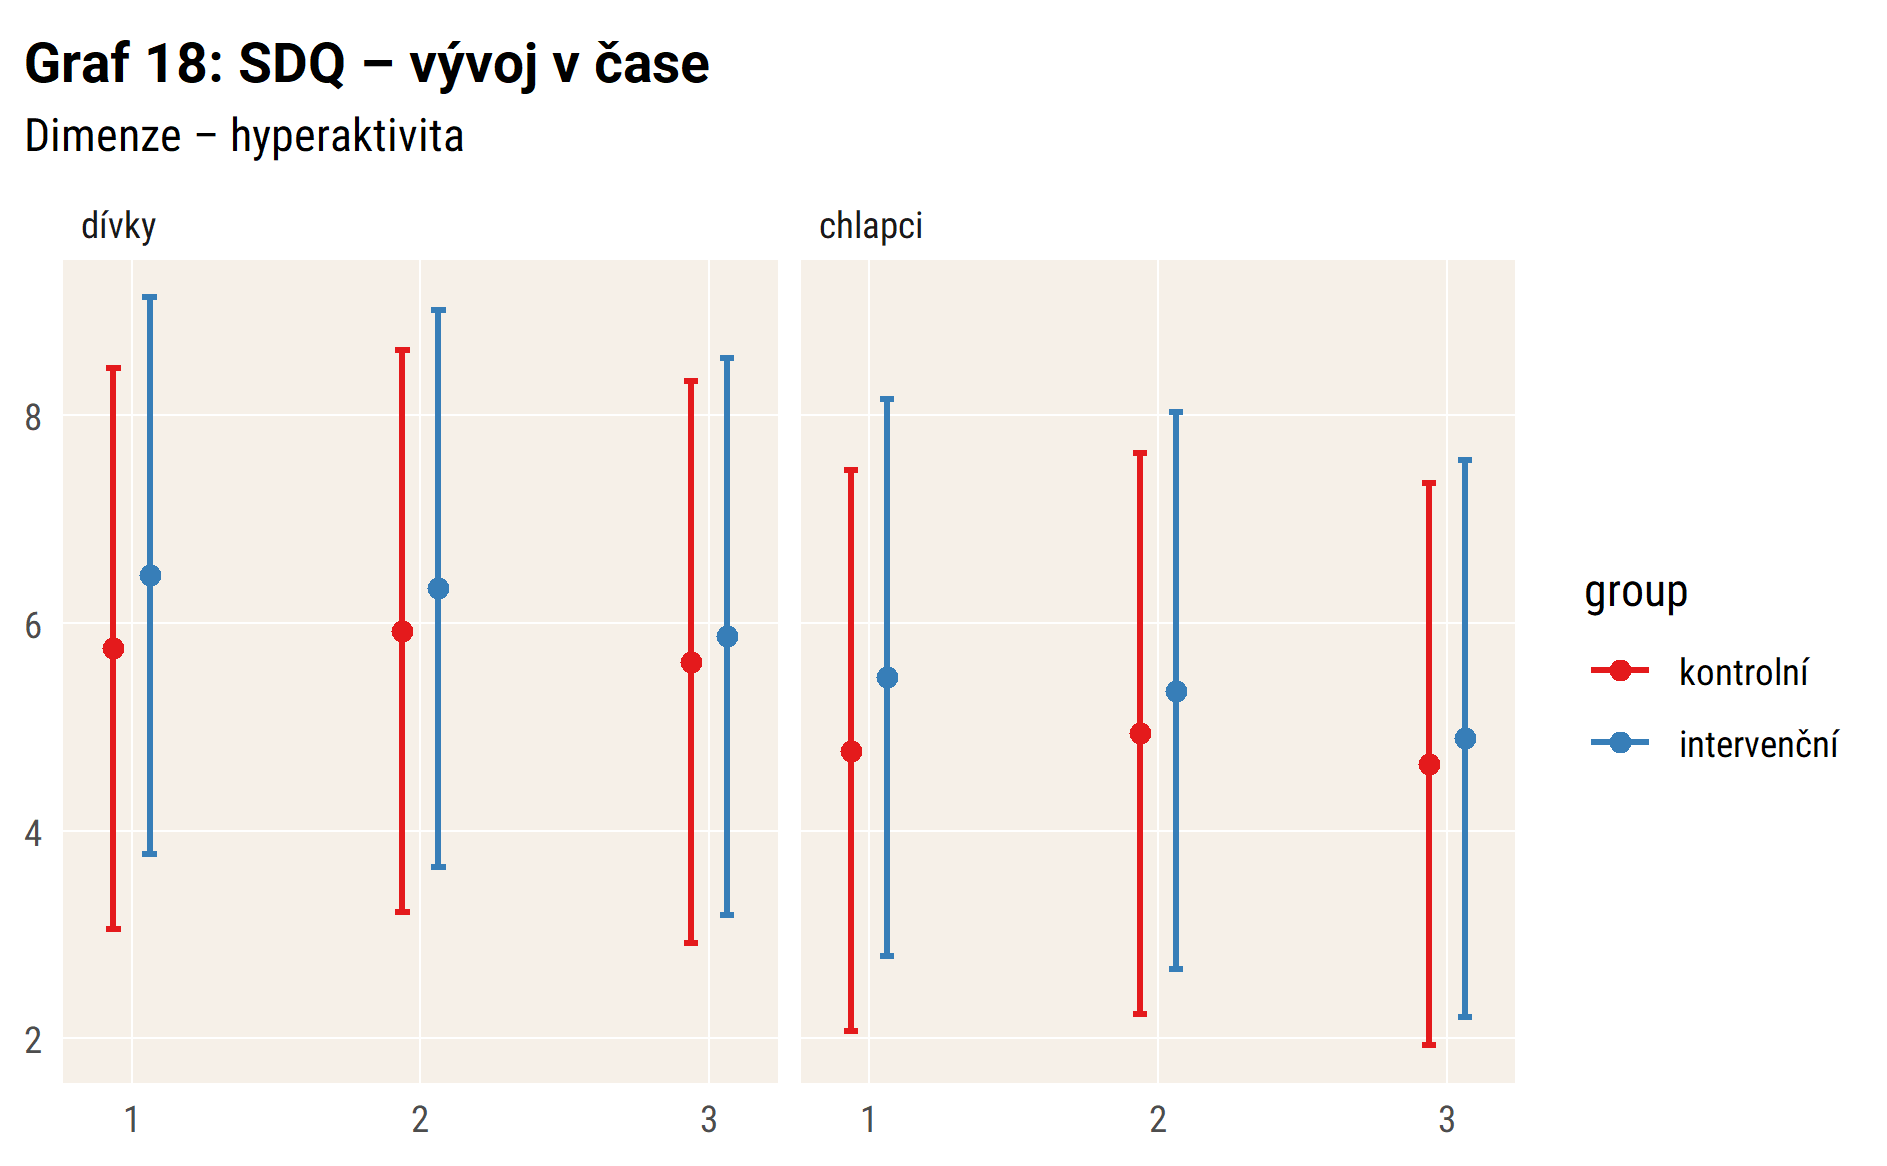 Graf 18: SDQ – vývoj v čase
Dimenze – hyperaktivita
dívky
chlapci
8
6
4
2
1
2
3
1
2
3
group
kontrolní
intervenční